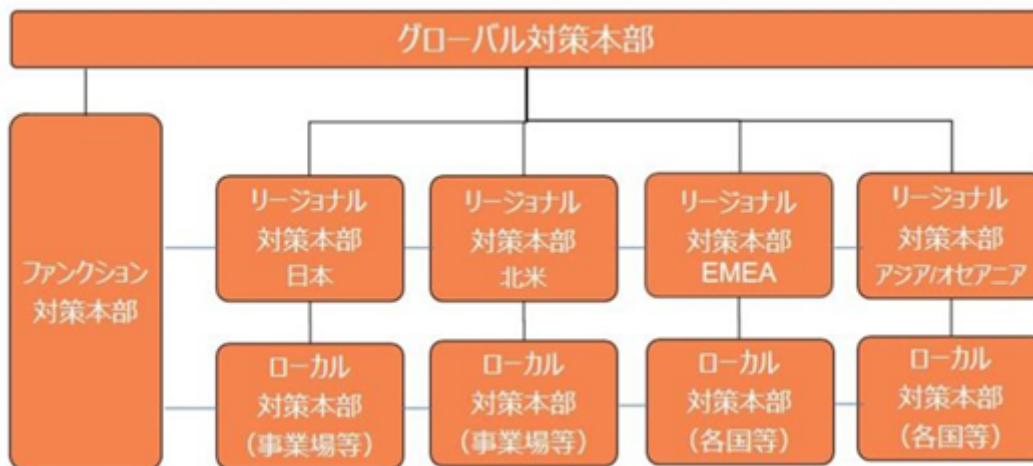 グローバル対策本部
ファンクション
対策本部
リージョナル
対策本部
日本
リージョナル
対策本部
北米
リージョナル
対策本部
EMEA
リージョナル
対策本部
アジア/オセアニア
ローカル
対策本部
(事業場等)
ローカル
対策本部
(事業場等)
ローカル
対策本部
(各国等)
ローカル
対策本部
(各国等)